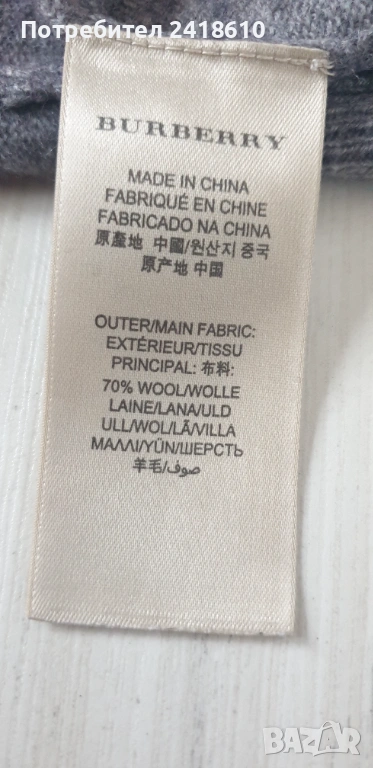 Потребител 2418610
BURBERRY
MADE IN CHINA
FABRIQUÉ EN CHINE
FABRICADO NA CHINA
原產地 中國/원산지 중국
原产地 中国
OUTER/MAIN FABRIC:
EXTÉRIEUR/TISSU
PRINCIPAL: 布料:
70% WOOL/WOLLE
LAINE/LANA/ULD
ULL/WOL/LÃ/VILLA
ΜΑΛΛΙ/YÜN/ШЕРСТЬ
羊毛/صوف
BAZAR